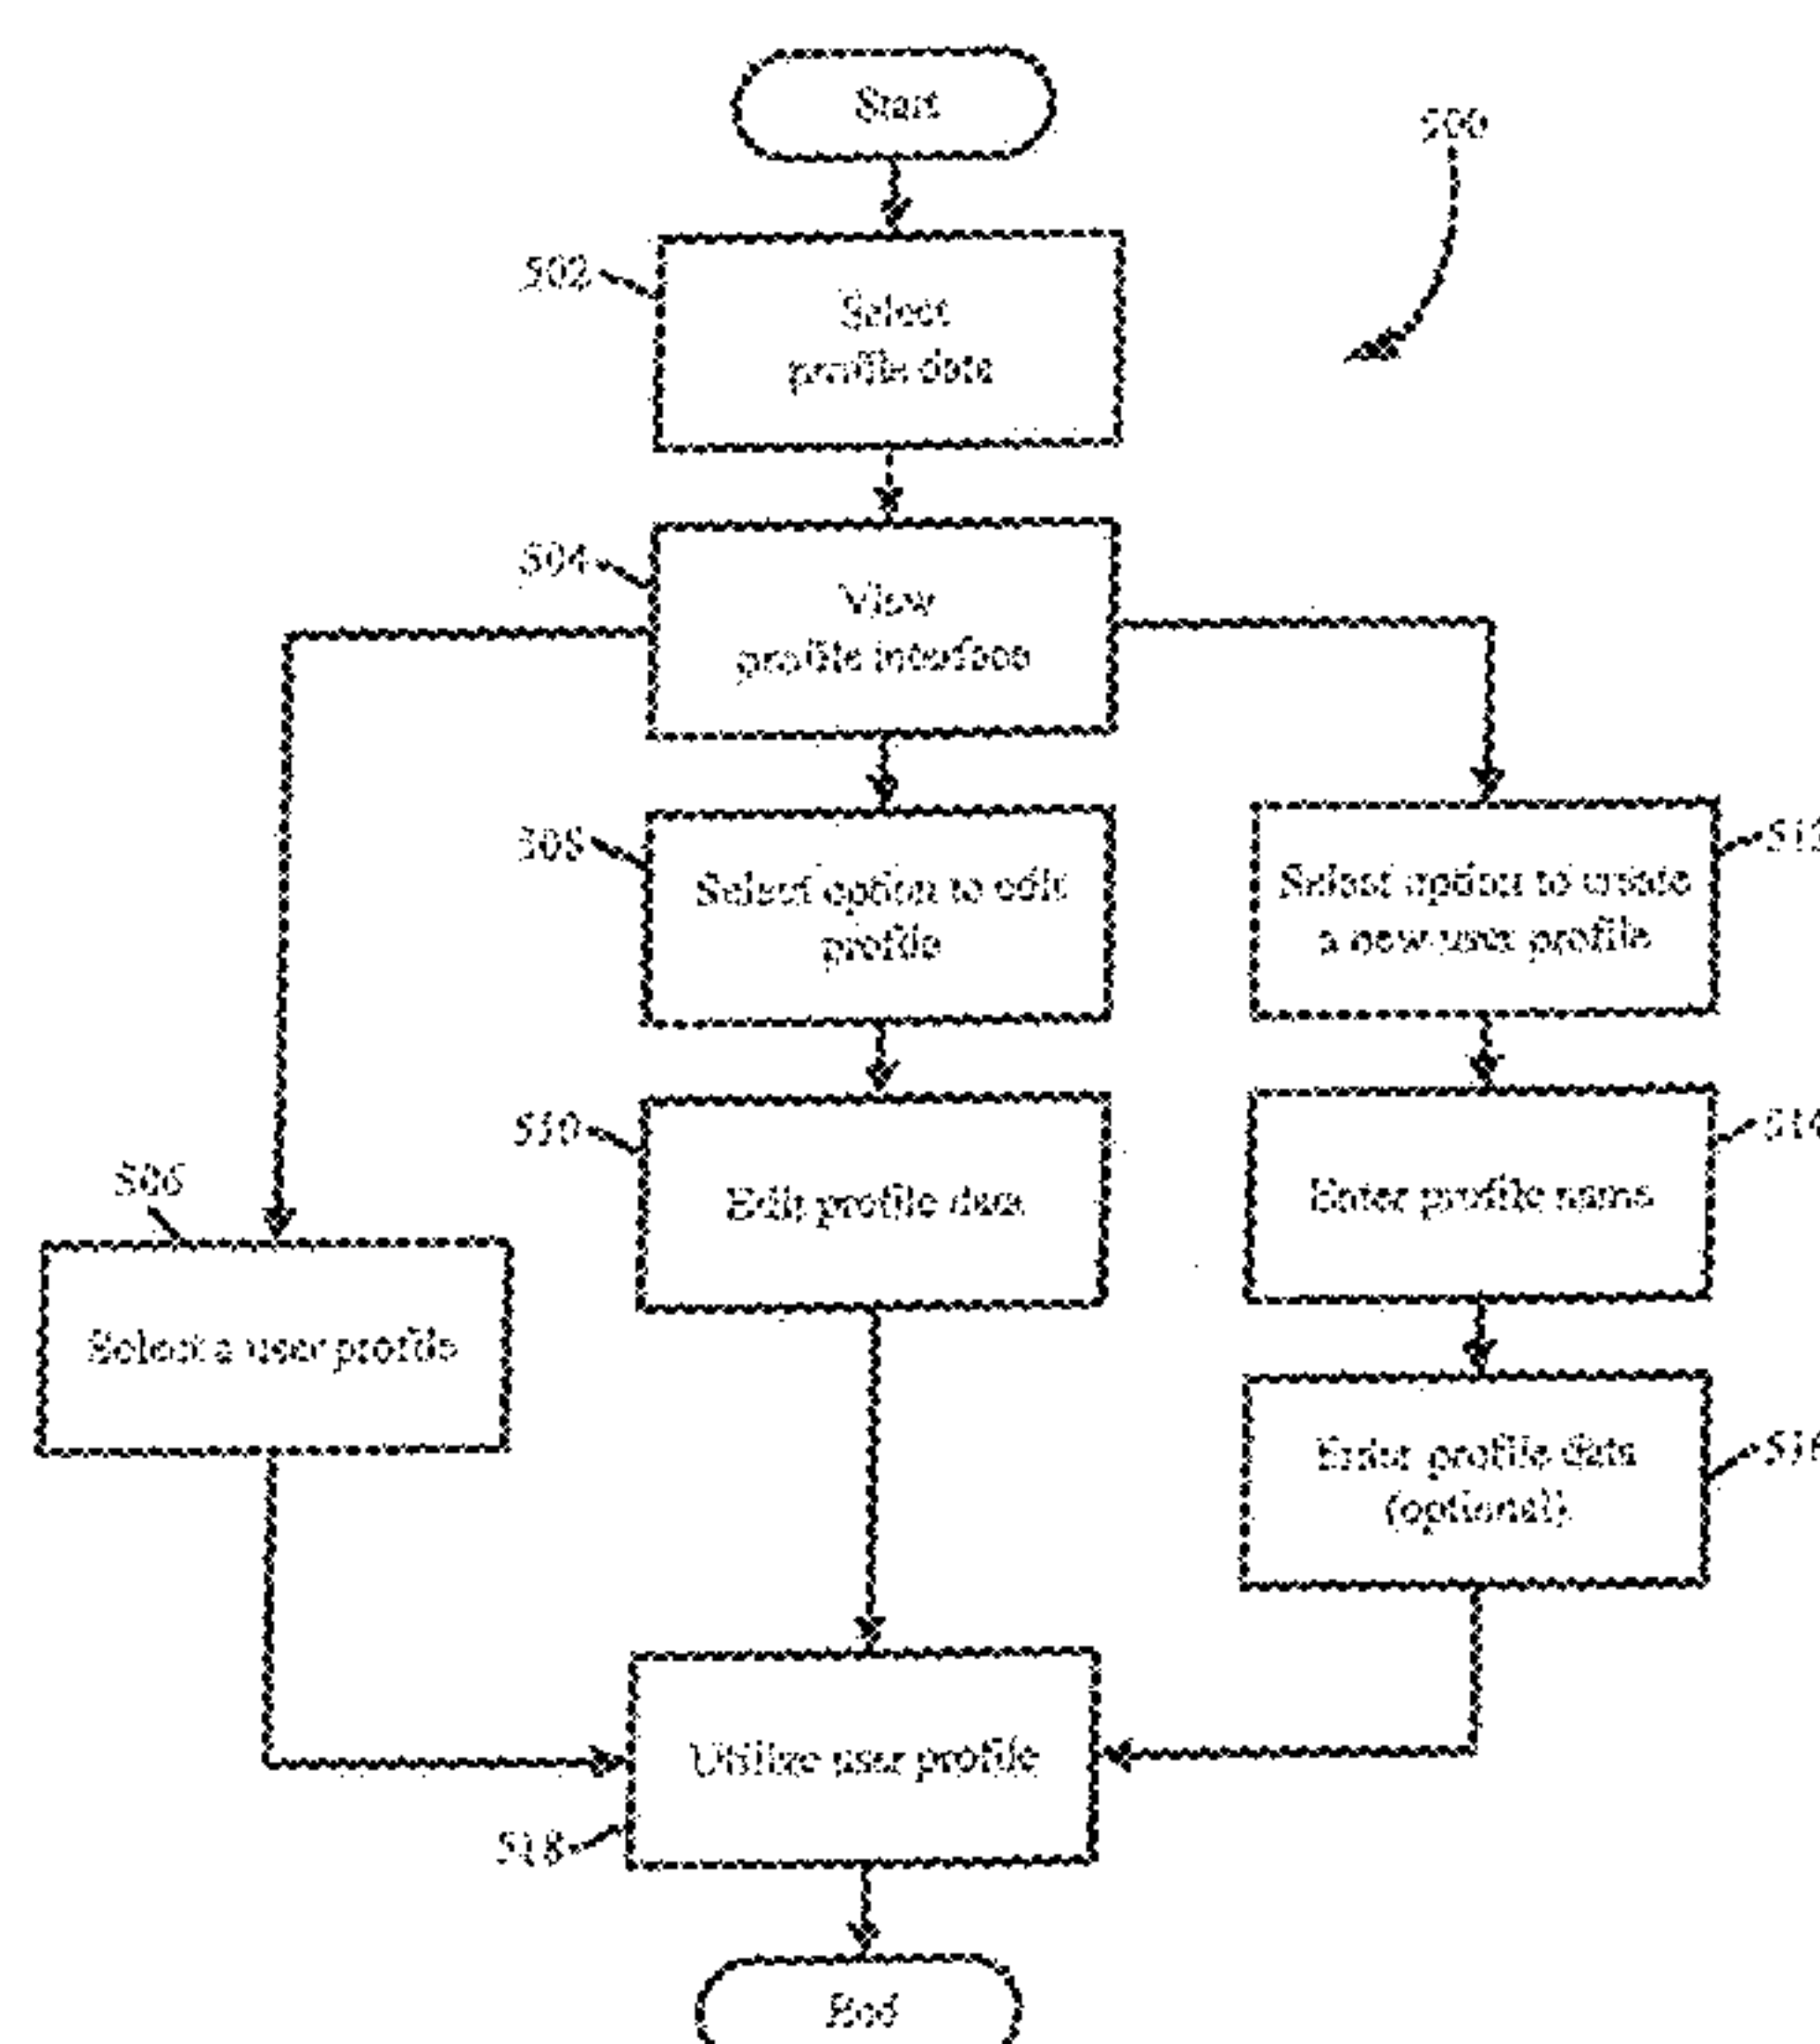 Start
500
502
Select
profile data
504
View
profile interface
508
Select option to edit
profile
Select option to create
a new user profile
510
Edit profile data
Enter profile name
506
Select a user profile
Enter profile data
(optional)
Utilize user profile
518
End